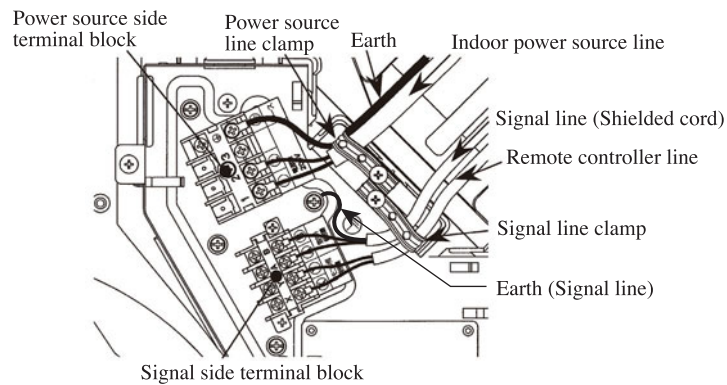 Power source side
terminal block
Power source
line clamp
Earth
Indoor power source line
Signal line (Shielded cord)
Remote controller line
Signal line clamp
Earth (Signal line)
Signal side terminal block